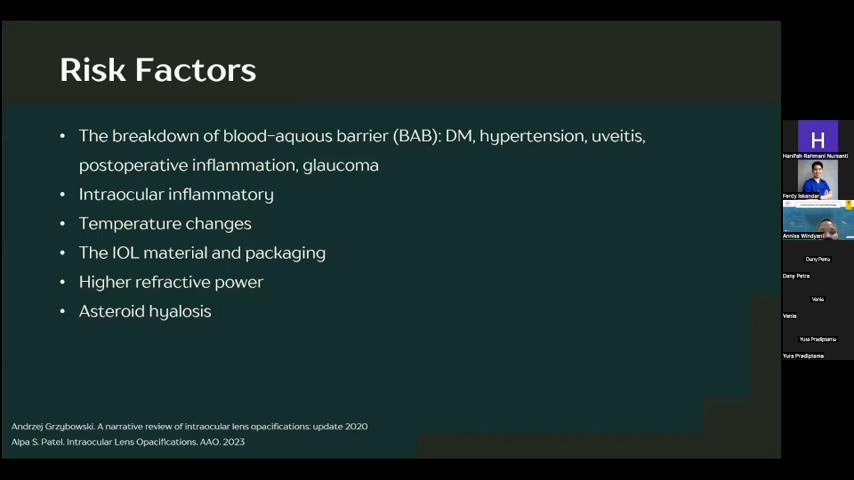 Risk Factors
• The breakdown of blood-aquous barrier (BAB): DM, hypertension, uveitis,
postoperative inflammation, glaucoma
• Intraocular inflammatory
• Temperature changes
• The IOL material and packaging
• Higher refractive power
• Asteroid hyalosis
Andrzej Grzybowski. A narrative review of intraocular lens opacifications: update 2020
Alpa S. Patel. Intraocular Lens Opacifications. AAO. 2023
H
Hanifah Rahmani Nursanti
Ferdy Iskandar
Annisa Windyani
Dany Petra
Dany Petra
Vania
Vania
Yura Pradiptama
Yura Pradiptama